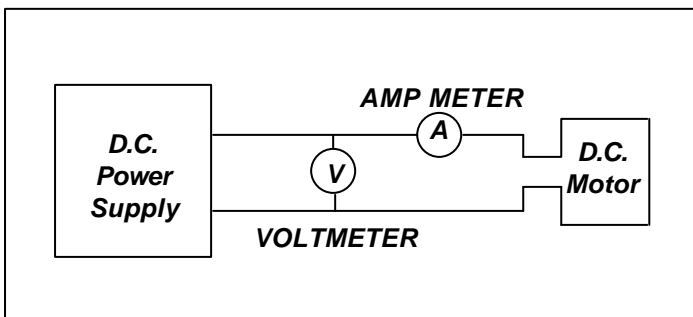 D.C.
Power
Supply
AMP METER
A
V
VOLTMETER
D.C.
Motor